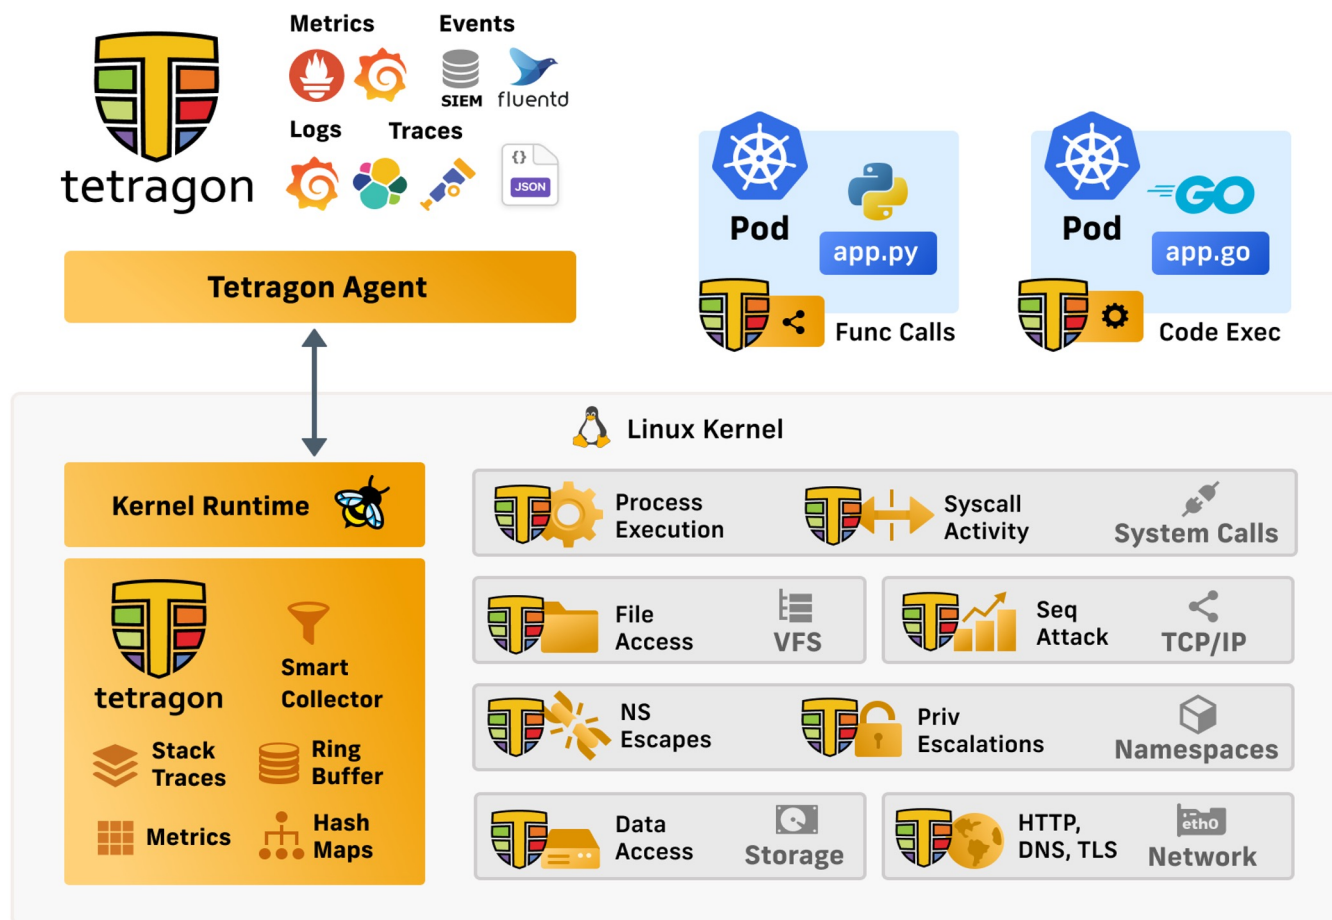 Metrics
Events
SIEM
fluentd
Logs
Traces
{}
JSON
tetragon
Tetragon Agent
Pod
app.py
Func Calls
GO
Pod
app.go
Code Exec
Linux Kernel
Kernel Runtime
tetragon
Smart
Collector
Stack
Traces
Ring
Buffer
Metrics
Hash
Maps
Process
Execution
Syscall
Activity
System Calls
File
Access
VFS
Seq
Attack
TCP/IP
NS
Escapes
Priv
Escalations
Namespaces
Data
Access
Storage
HTTP,
DNS, TLS
eth0
Network